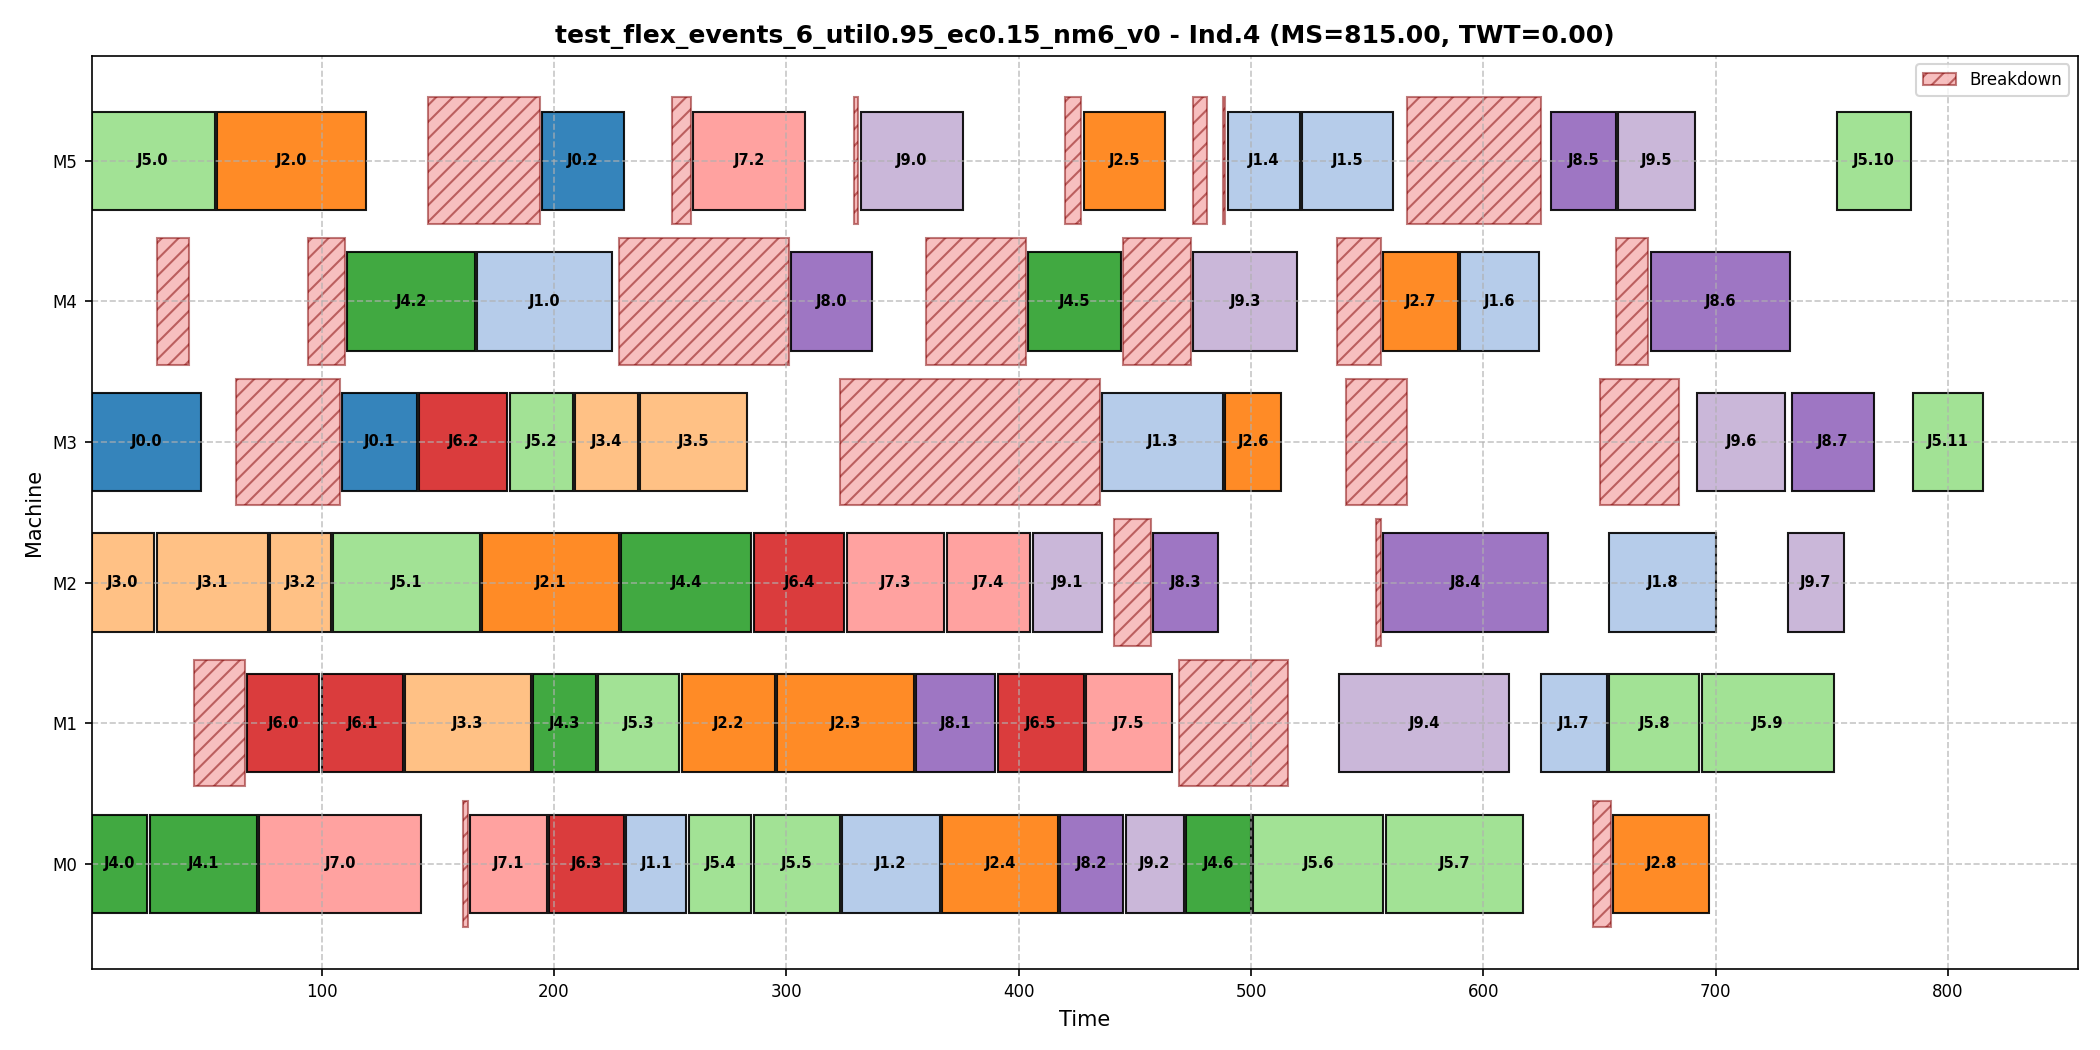 test_flex_events_6_util0.95_ec0.15_nm6_v0 - Ind.4 (MS=815.00, TWT=0.00)
Breakdown
M5
J5.0 J2.0 J0.2 J7.2 J9.0 J2.5 J1.4 J1.5 J8.5 J9.5 J5.10
M4
J4.2 J1.0 J8.0 J4.5 J9.3 J2.7 J1.6 J8.6
M3
J0.0 J0.1 J6.2 J5.2 J3.4 J3.5 J1.3 J2.6 J9.6 J8.7 J5.11
M2
J3.0 J3.1 J3.2 J5.1 J2.1 J4.4 J6.4 J7.3 J7.4 J9.1 J8.3 J8.4 J1.8 J9.7
M1
J6.0 J6.1 J3.3 J4.3 J5.3 J2.2 J2.3 J8.1 J6.5 J7.5 J9.4 J1.7 J5.8 J5.9
M0
J4.0 J4.1 J7.0 J7.1 J6.3 J1.1 J5.4 J5.5 J1.2 J2.4 J8.2 J9.2 J4.6 J5.6 J5.7 J2.8
Machine
100 200 300 400 500 600 700 800
Time